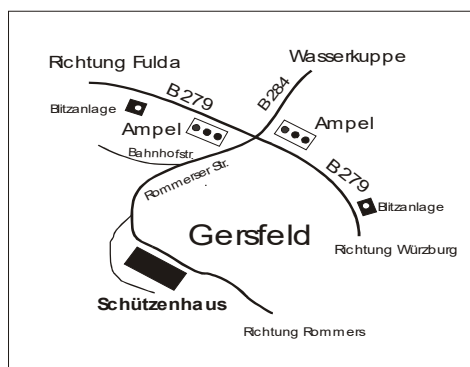 Wasserkuppe
Richtung Fulda
B279
B284
Blitzanlage
Ampel
Ampel
Bahnhofstr.
Rommerser Str.
B279
Blitzanlage
Gersfeld
Richtung Würzburg
Schützenhaus
Richtung Rommers